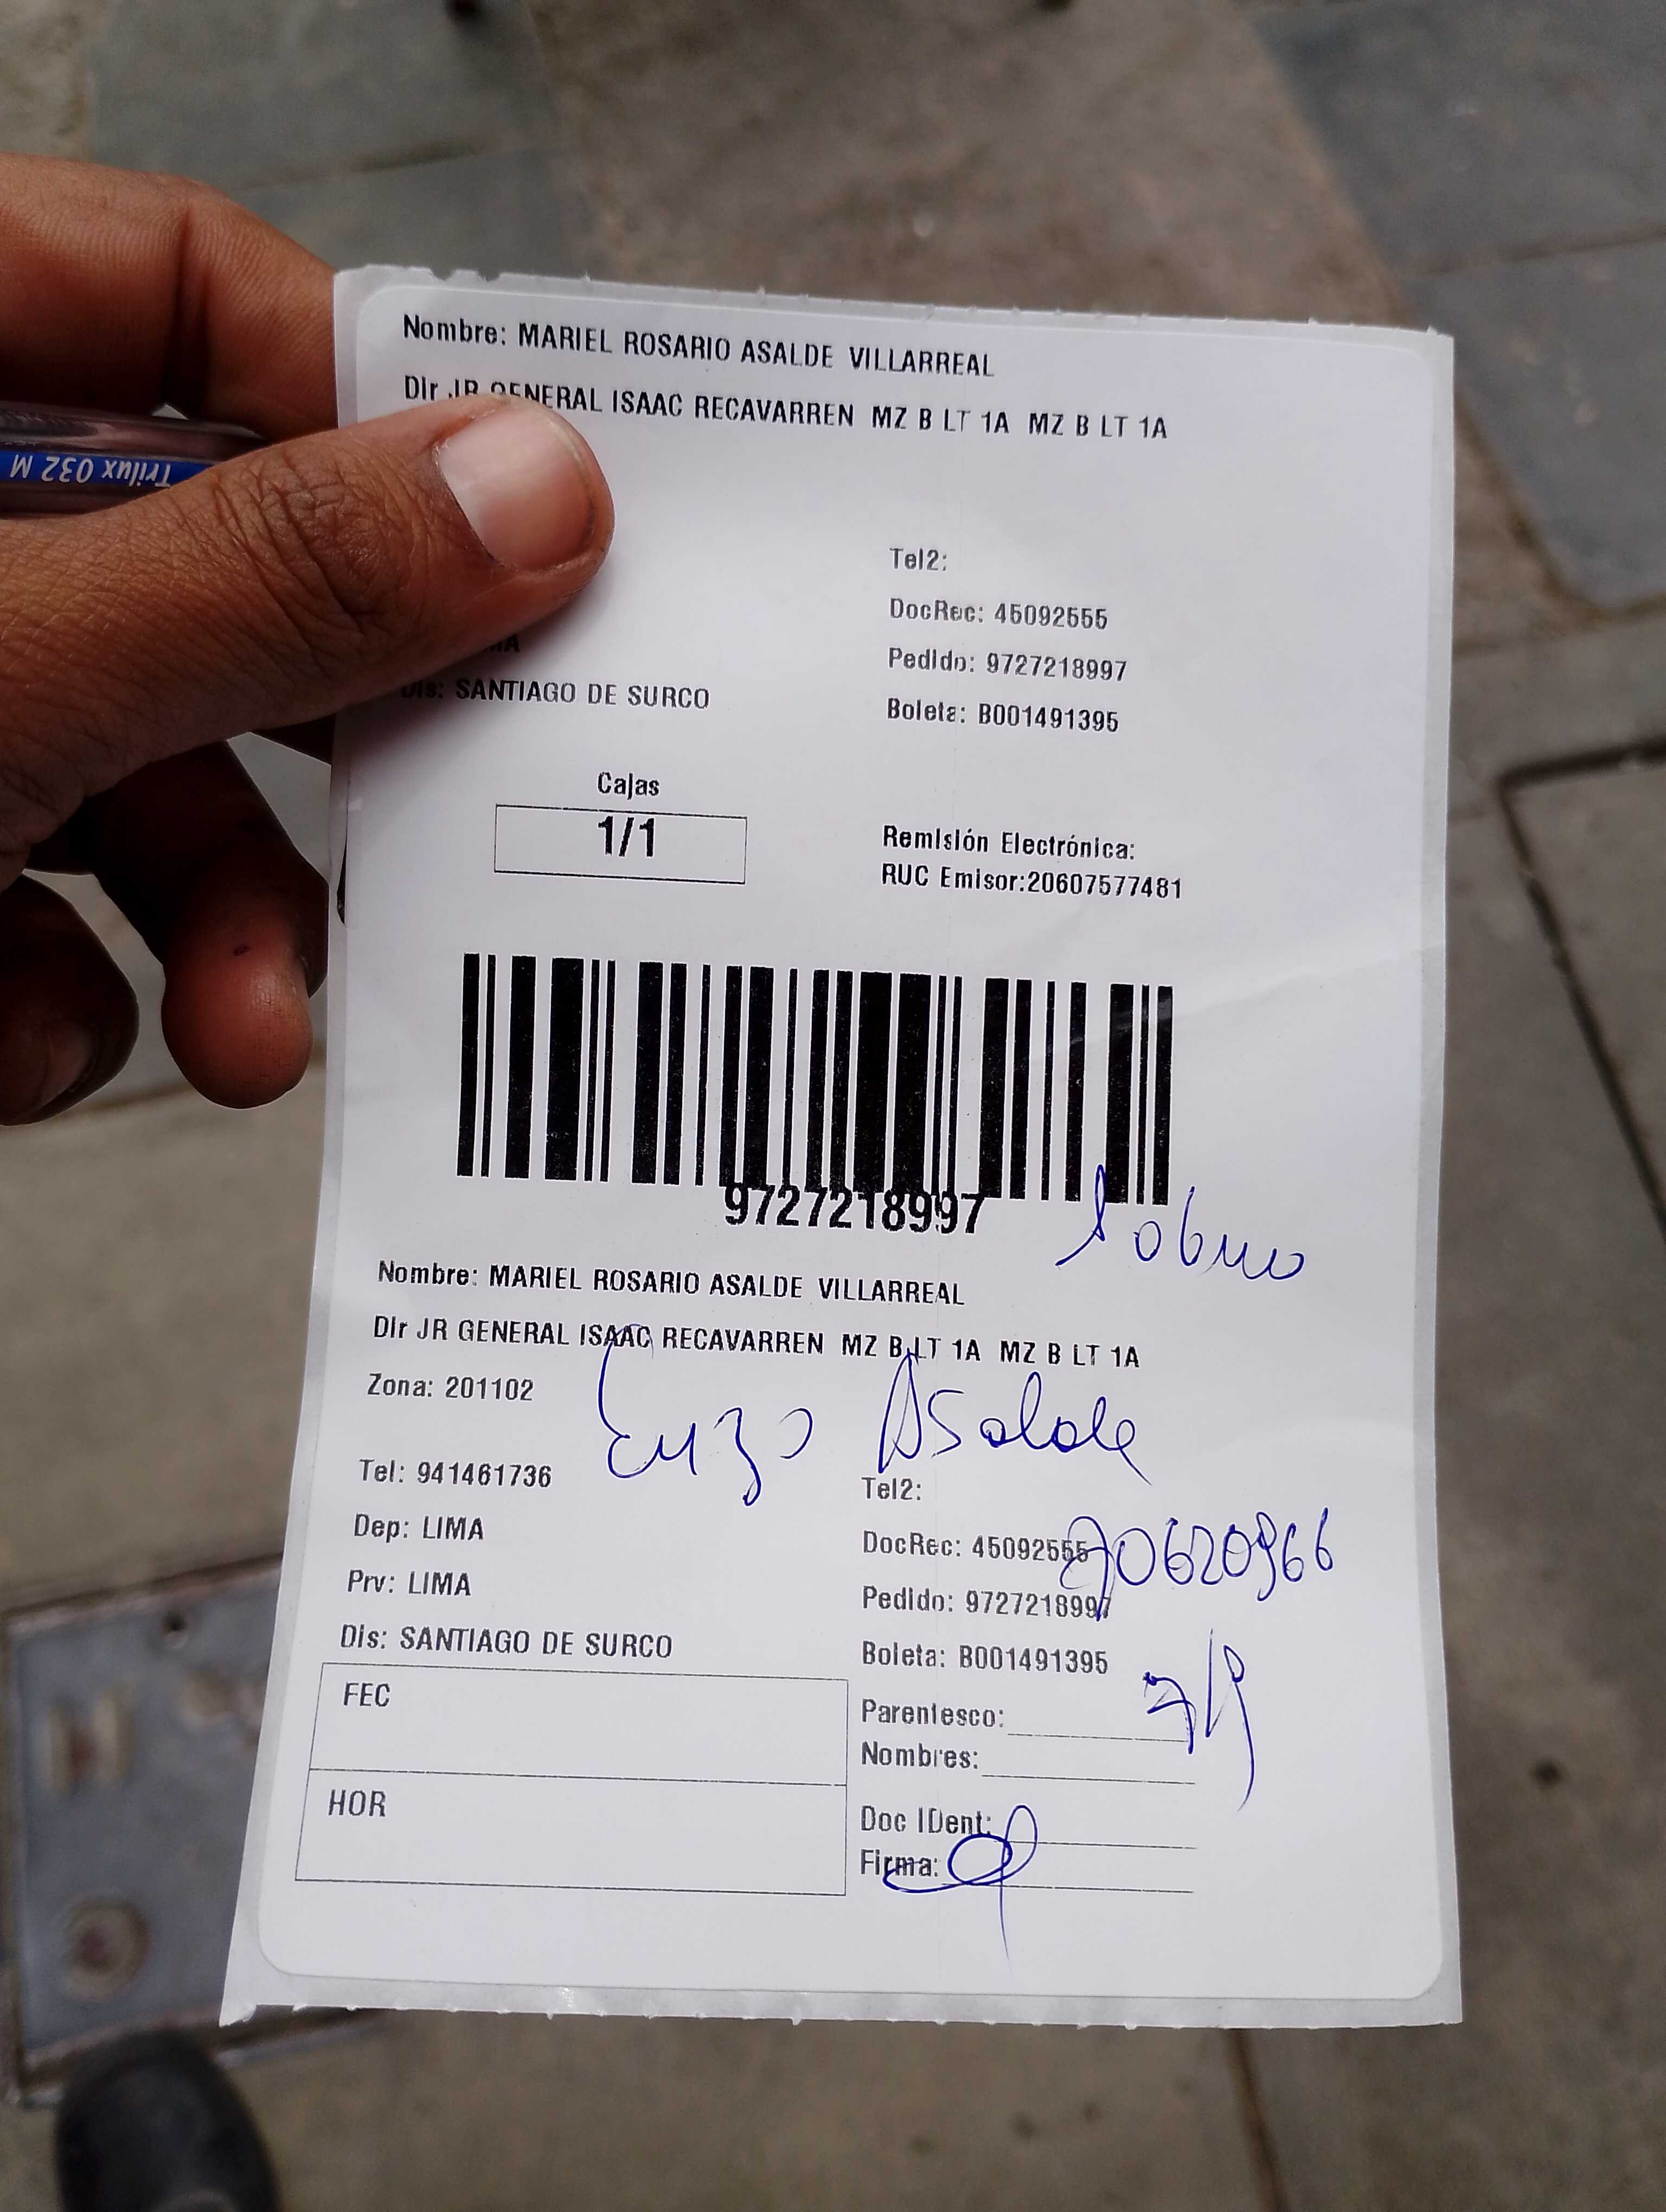 Nombre: MARIEL ROSARIO ASALDE VILLARREAL
Dir JR GENERAL ISAAC RECAVARREN MZ B LT 1A MZ B LT 1A
Trilux 032 M
Tel2:
DocRec: 45092555
Pedido: 9727218997
Dis: SANTIAGO DE SURCO
Boleta: B001491395
Cajas
1/1
Remisión Electrónica:
RUC Emisor:20607577481
9727218997
Sobrino
Nombre: MARIEL ROSARIO ASALDE VILLARREAL
Dir JR GENERAL ISAAC RECAVARREN MZ B LT 1A MZ B LT 1A
Zona: 201102
Enzo Asalde
Tel: 941461736
Tel2:
Dep: LIMA
DocRec: 45092555
70620966
Prv: LIMA
Pedido: 9727218997
Dis: SANTIAGO DE SURCO
Boleta: B001491395
FEC
Parentesco:
Nombres:
HOR
Doc IDent:
Firma: